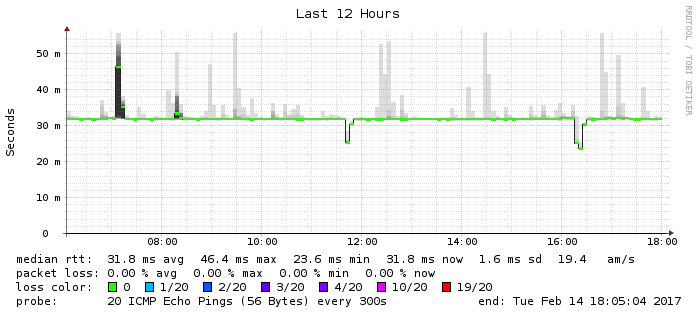 Last 12 Hours
RRDTOOL / TOBI OETIKER
Seconds
50 m
40 m
30 m
20 m
10 m
0
08:00 10:00 12:00 14:00 16:00 18:00
median rtt: 31.8 ms avg 46.4 ms max 23.6 ms min 31.8 ms now 1.6 ms sd 19.4 am/s
packet loss: 0.00 % avg 0.00 % max 0.00 % min 0.00 % now
loss color: 0 1/20 2/20 3/20 4/20 10/20 19/20
probe: 20 ICMP Echo Pings (56 Bytes) every 300s end: Tue Feb 14 18:05:04 2017